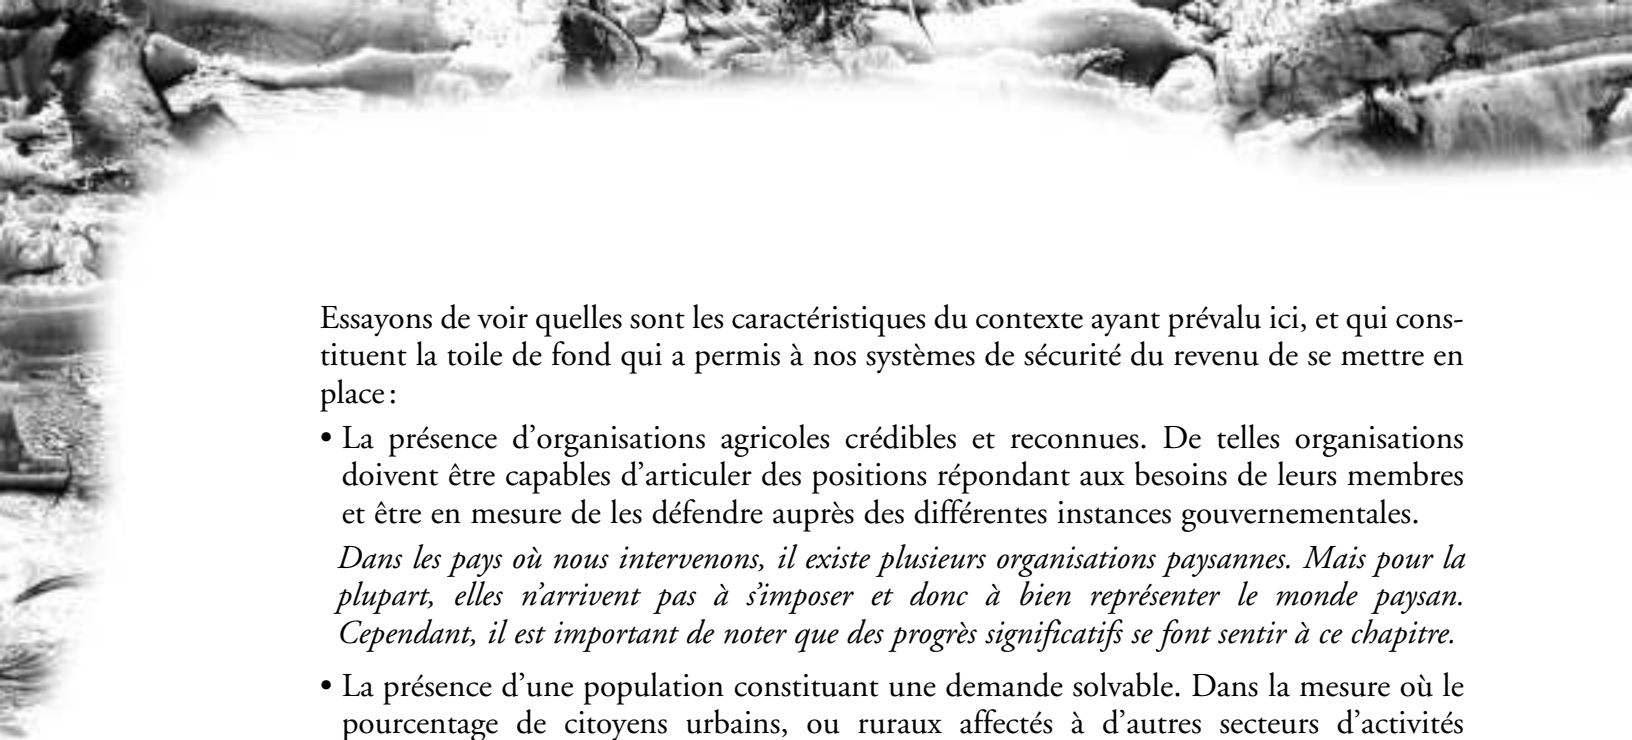 Essayons de voir quelles sont les caractéristiques du contexte ayant prévalu ici, et qui cons-
tituent la toile de fond qui a permis à nos systèmes de sécurité du revenu de se mettre en
place :
• La présence d’organisations agricoles crédibles et reconnues. De telles organisations
doivent être capables d’articuler des positions répondant aux besoins de leurs membres
et être en mesure de les défendre auprès des différentes instances gouvernementales.
Dans les pays où nous intervenons, il existe plusieurs organisations paysannes. Mais pour la
plupart, elles n’arrivent pas à s’imposer et donc à bien représenter le monde paysan.
Cependant, il est important de noter que des progrès significatifs se font sentir à ce chapitre.
• La présence d’une population constituant une demande solvable. Dans la mesure où le
pourcentage de citoyens urbains, ou ruraux affectés à d’autres secteurs d’activités